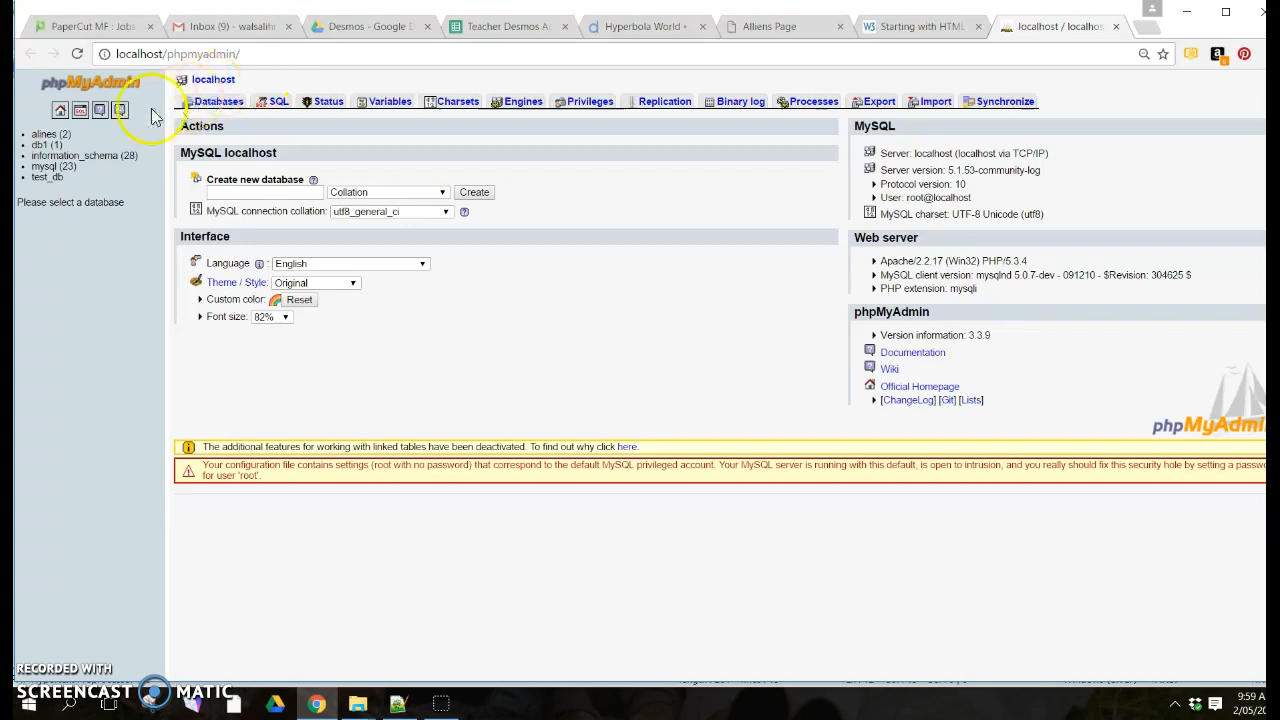 PaperCut MF : Jobs
Inbox (9) - walsalihi
Desmos - Google D
Teacher Desmos Ac
Hyperbola World •
Alliens Page
Starting with HTML
localhost / localhos
localhost/phpmyadmin/
phpMyAdmin
alines (2)
db1 (1)
information_schema (28)
mysql (23)
test_db
Please select a database
localhost
Databases SQL Status Variables Charsets Engines Privileges Replication Binary log Processes Export Import Synchronize
Actions
MySQL localhost
Create new database
Collation Create
MySQL connection collation: utf8_general_ci
Interface
Language : English
Theme / Style: Original
Custom color: Reset
Font size: 82%
MySQL
Server: localhost (localhost via TCP/IP)
Server version: 5.1.53-community-log
Protocol version: 10
User: root@localhost
MySQL charset: UTF-8 Unicode (utf8)
Web server
Apache/2.2.17 (Win32) PHP/5.3.4
MySQL client version: mysqlnd 5.0.7-dev - 091210 - $Revision: 304625 $
PHP extension: mysqli
phpMyAdmin
Version information: 3.3.9
Documentation
Wiki
Official Homepage
[ChangeLog] [Git] [Lists]
phpMyAdmin
The additional features for working with linked tables have been deactivated. To find out why click here.
Your configuration file contains settings (root with no password) that correspond to the default MySQL privileged account. Your MySQL server is running with this default, is open to intrusion, and you really should fix this security hole by setting a passwo
for user 'root'.
RECORDED WITH
SCREENCAST MATIC
9:59 A
2/05/20